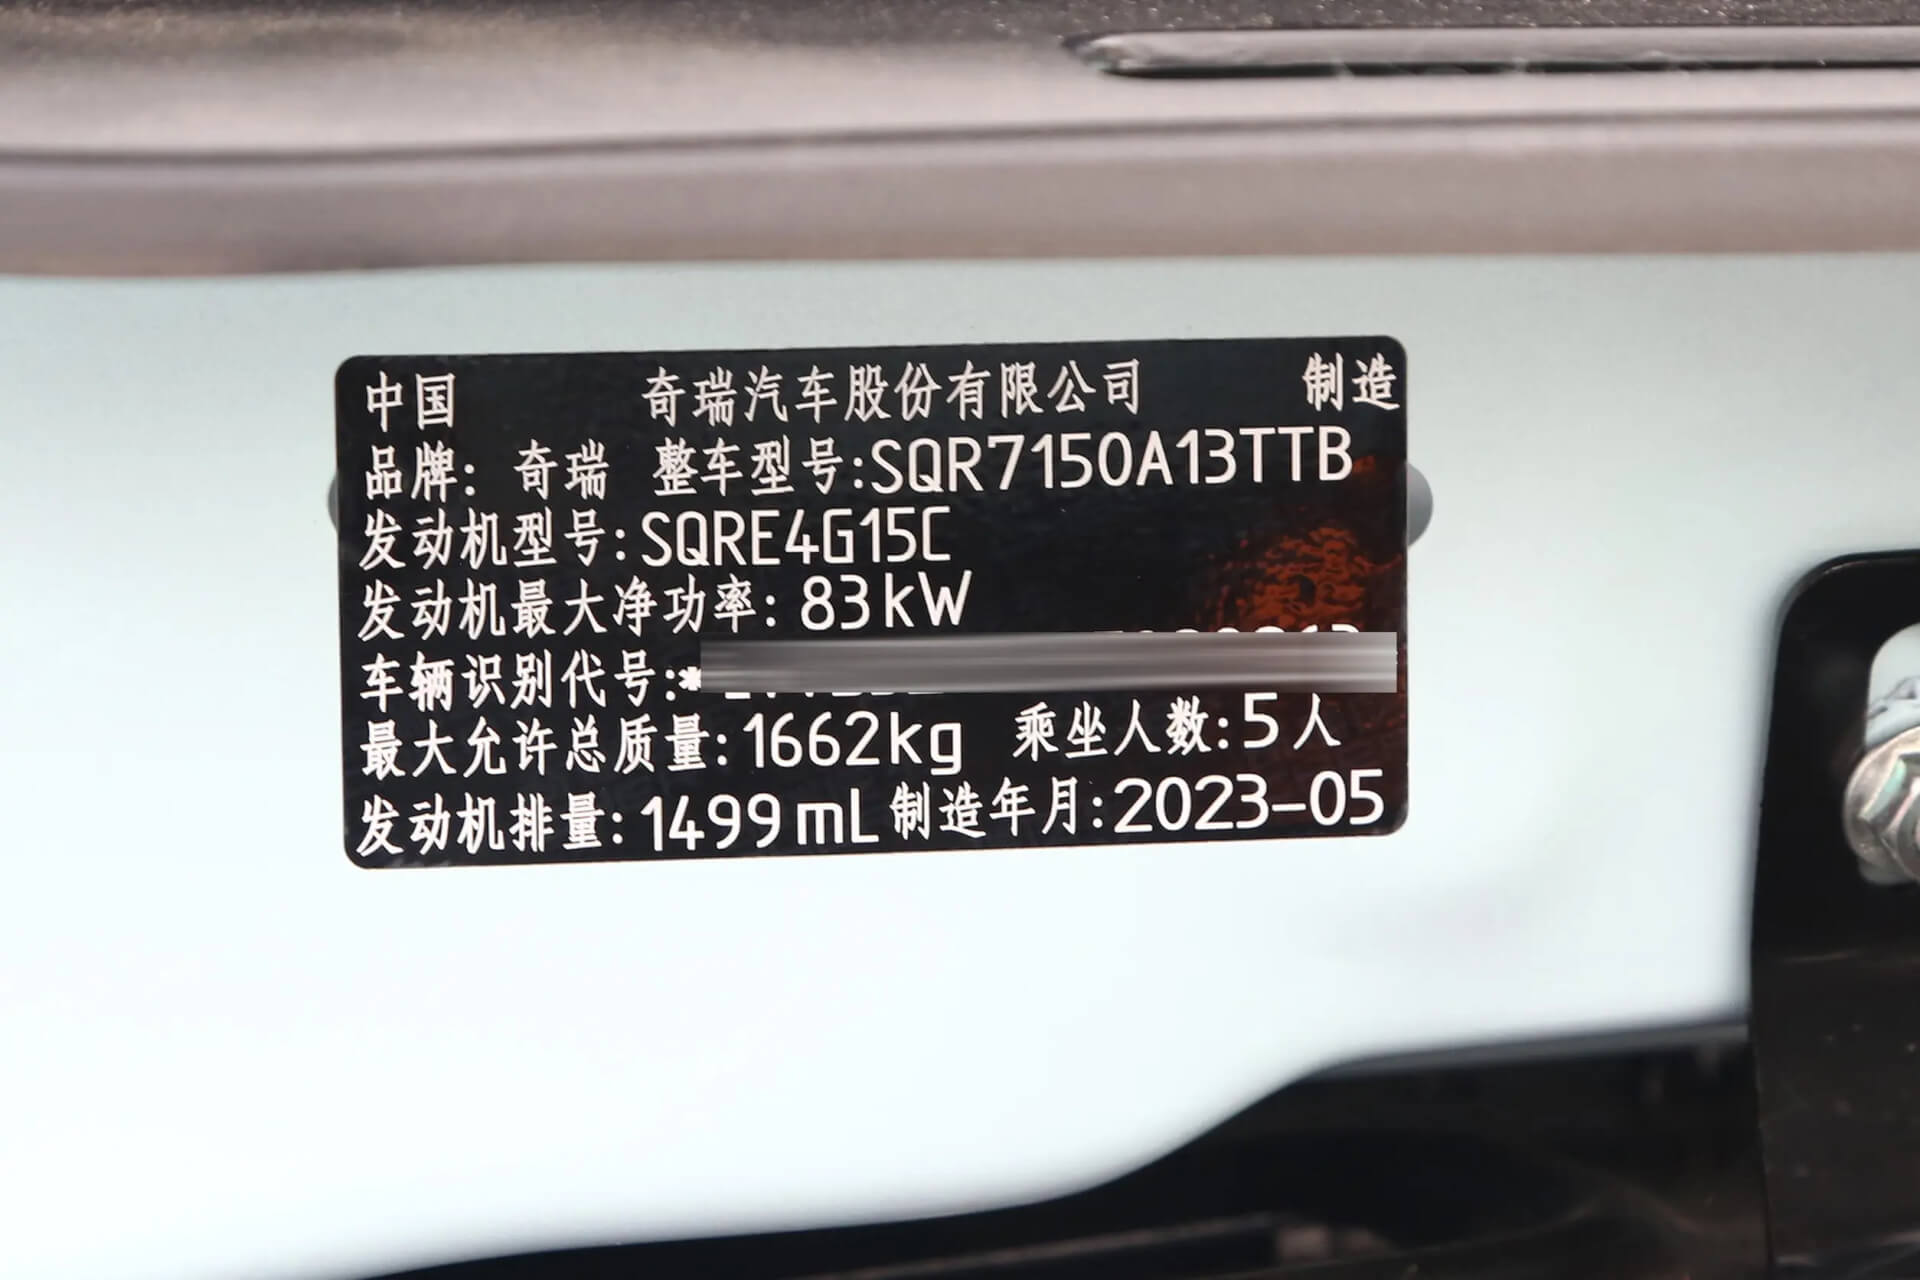 中国 奇瑞汽车股份有限公司 制造
品牌: 奇瑞 整车型号:SQR7150A13TTB
发动机型号:SQRE4G15C
发动机最大净功率: 83kW
车辆识别代号:*
最大允许总质量:1662kg 乘坐人数:5人
发动机排量:1499mL 制造年月:2023-05